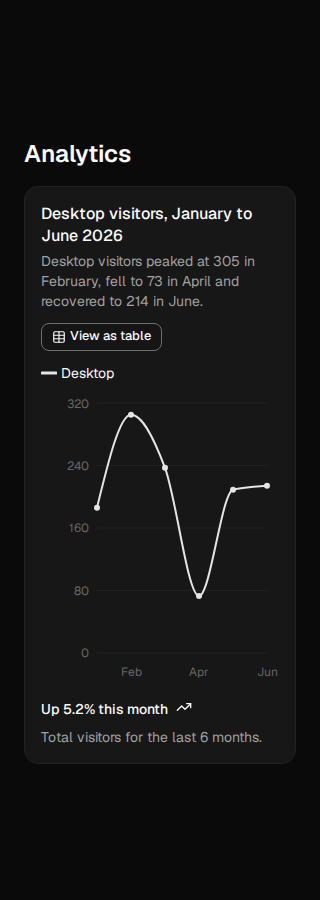 Analytics
Desktop visitors, January to
June 2026
Desktop visitors peaked at 305 in
February, fell to 73 in April and
recovered to 214 in June.
View as table
Desktop
320
240
160
80
0
Feb Apr Jun
Up 5.2% this month
Total visitors for the last 6 months.